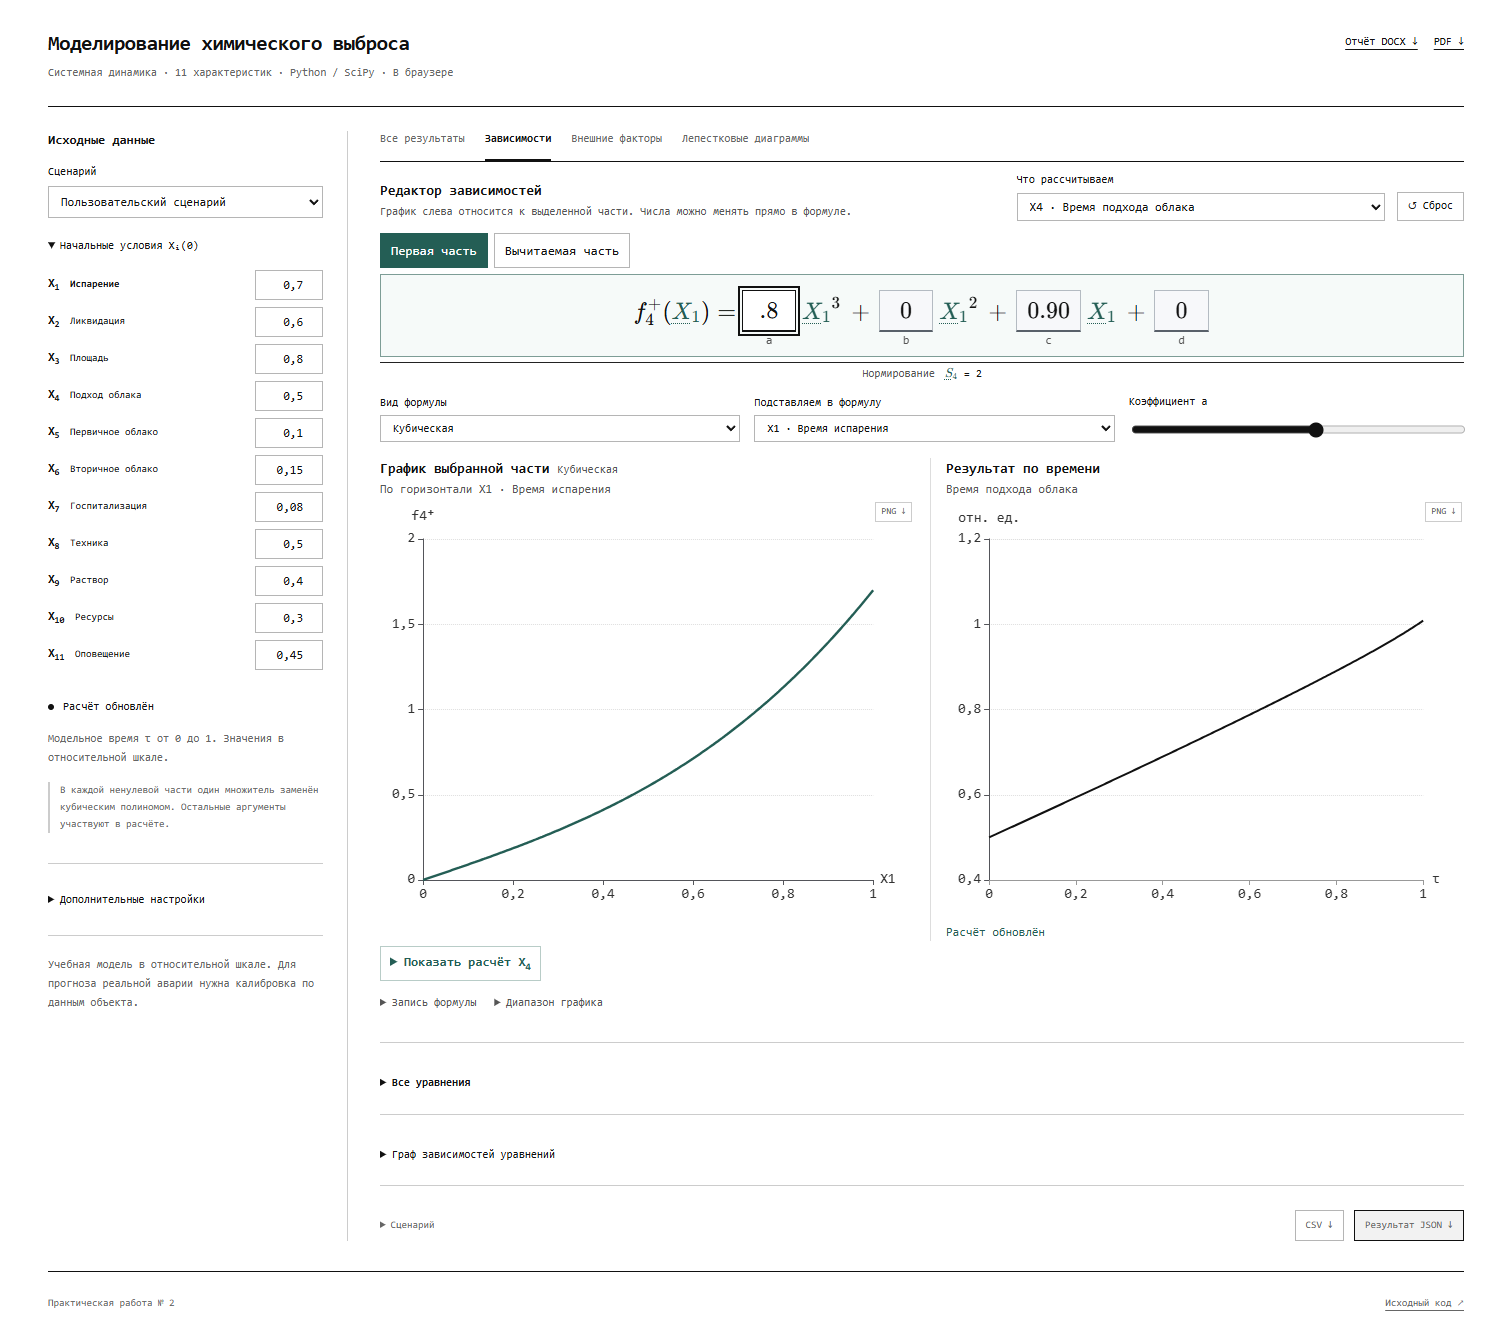 Моделирование химического выброса
Отчёт DOCX ↓ PDF ↓
Системная динамика · 11 характеристик · Python / SciPy · В браузере
Исходные данные
Сценарий
Пользовательский сценарий
▼ Начальные условия Xᵢ(0)
X₁ Испарение 0,7
X₂ Ликвидация 0,6
X₃ Площадь 0,8
X₄ Подход облака 0,5
X₅ Первичное облако 0,1
X₆ Вторичное облако 0,15
X₇ Госпитализация 0,08
X₈ Техника 0,5
X₉ Раствор 0,4
X₁₀ Ресурсы 0,3
X₁₁ Оповещение 0,45
● Расчёт обновлён
Модельное время τ от 0 до 1. Значения в
относительной шкале.
В каждой ненулевой части один множитель заменён
кубическим полиномом. Остальные аргументы
участвуют в расчёте.
▶ Дополнительные настройки
Учебная модель в относительной шкале. Для
прогноза реальной аварии нужна калибровка по
данным объекта.
Все результаты Зависимости Внешние факторы Лепестковые диаграммы
Редактор зависимостей
График слева относится к выделенной части. Числа можно менять прямо в формуле.
Что рассчитываем
X4 · Время подхода облака
↺ Сброс
Первая часть Вычитаемая часть
f₄⁺(X₁) = .8 X₁³ + 0 X₁² + 0.90 X₁ + 0
a b c d
Нормирование S₄ = 2
Вид формулы Подставляем в формулу Коэффициент a
Кубическая X1 · Время испарения
График выбранной части Кубическая
По горизонтали X1 · Время испарения
PNG ↓
f4⁺
2
1,5
1
0,5
0
0 0,2 0,4 0,6 0,8 1
X1
Результат по времени
Время подхода облака
PNG ↓
отн. ед.
1,2
1
0,8
0,6
0,4
0 0,2 0,4 0,6 0,8 1
τ
Расчёт обновлён
▶ Показать расчёт X₄
▶ Запись формулы ▶ Диапазон графика
▶ Все уравнения
▶ Граф зависимостей уравнений
▶ Сценарий
CSV ↓ Результат JSON ↓
Практическая работа № 2
Исходный код ↗